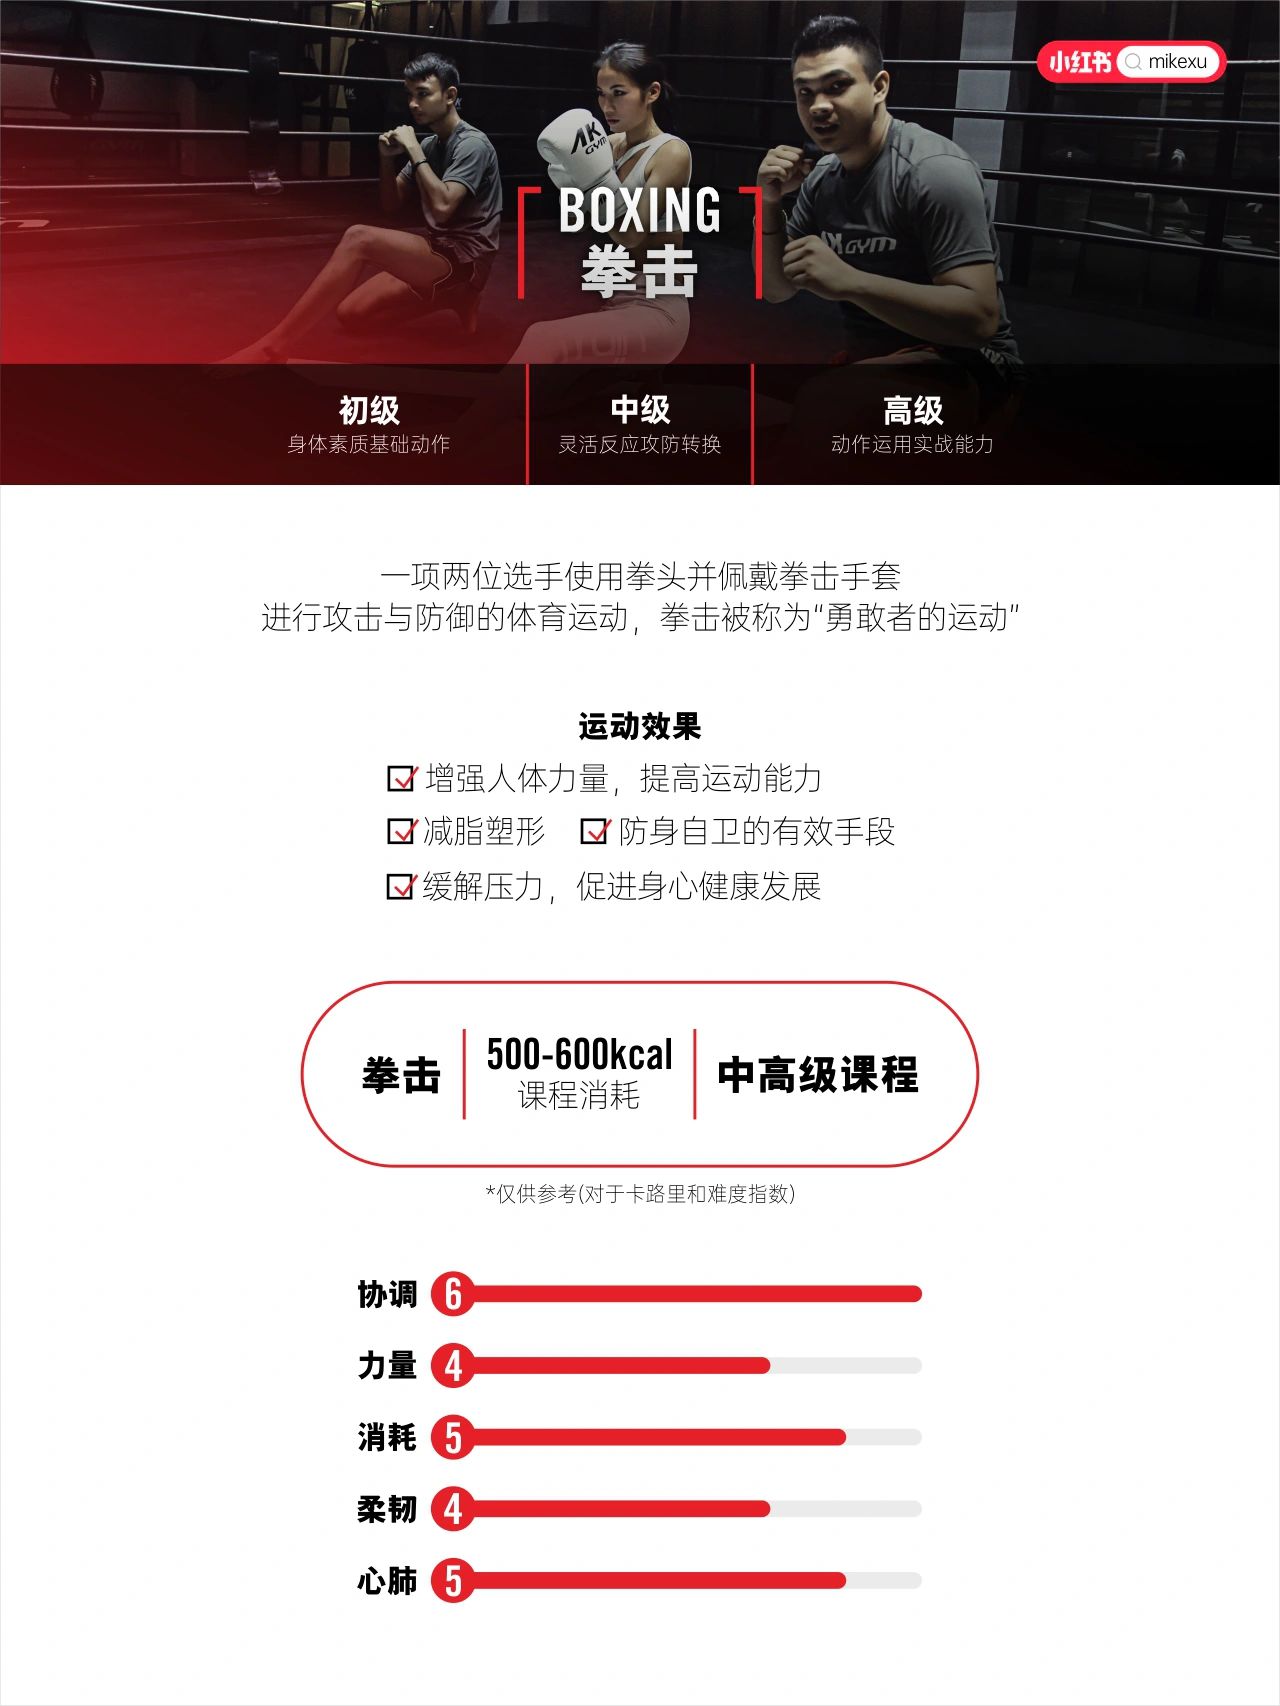 小红书 mikexu
AK GYM
AK GYM
BOXING
拳击
初级 中级 高级
身体素质基础动作 灵活反应攻防转换 动作运用实战能力
一项两位选手使用拳头并佩戴拳击手套
进行攻击与防御的体育运动，拳击被称为“勇敢者的运动”
运动效果
增强人体力量，提高运动能力
减脂塑形 防身自卫的有效手段
缓解压力，促进身心健康发展
拳击 500-600kcal 中高级课程
课程消耗
*仅供参考(对于卡路里和难度指数)
协调 6
力量 4
消耗 5
柔韧 4
心肺 5